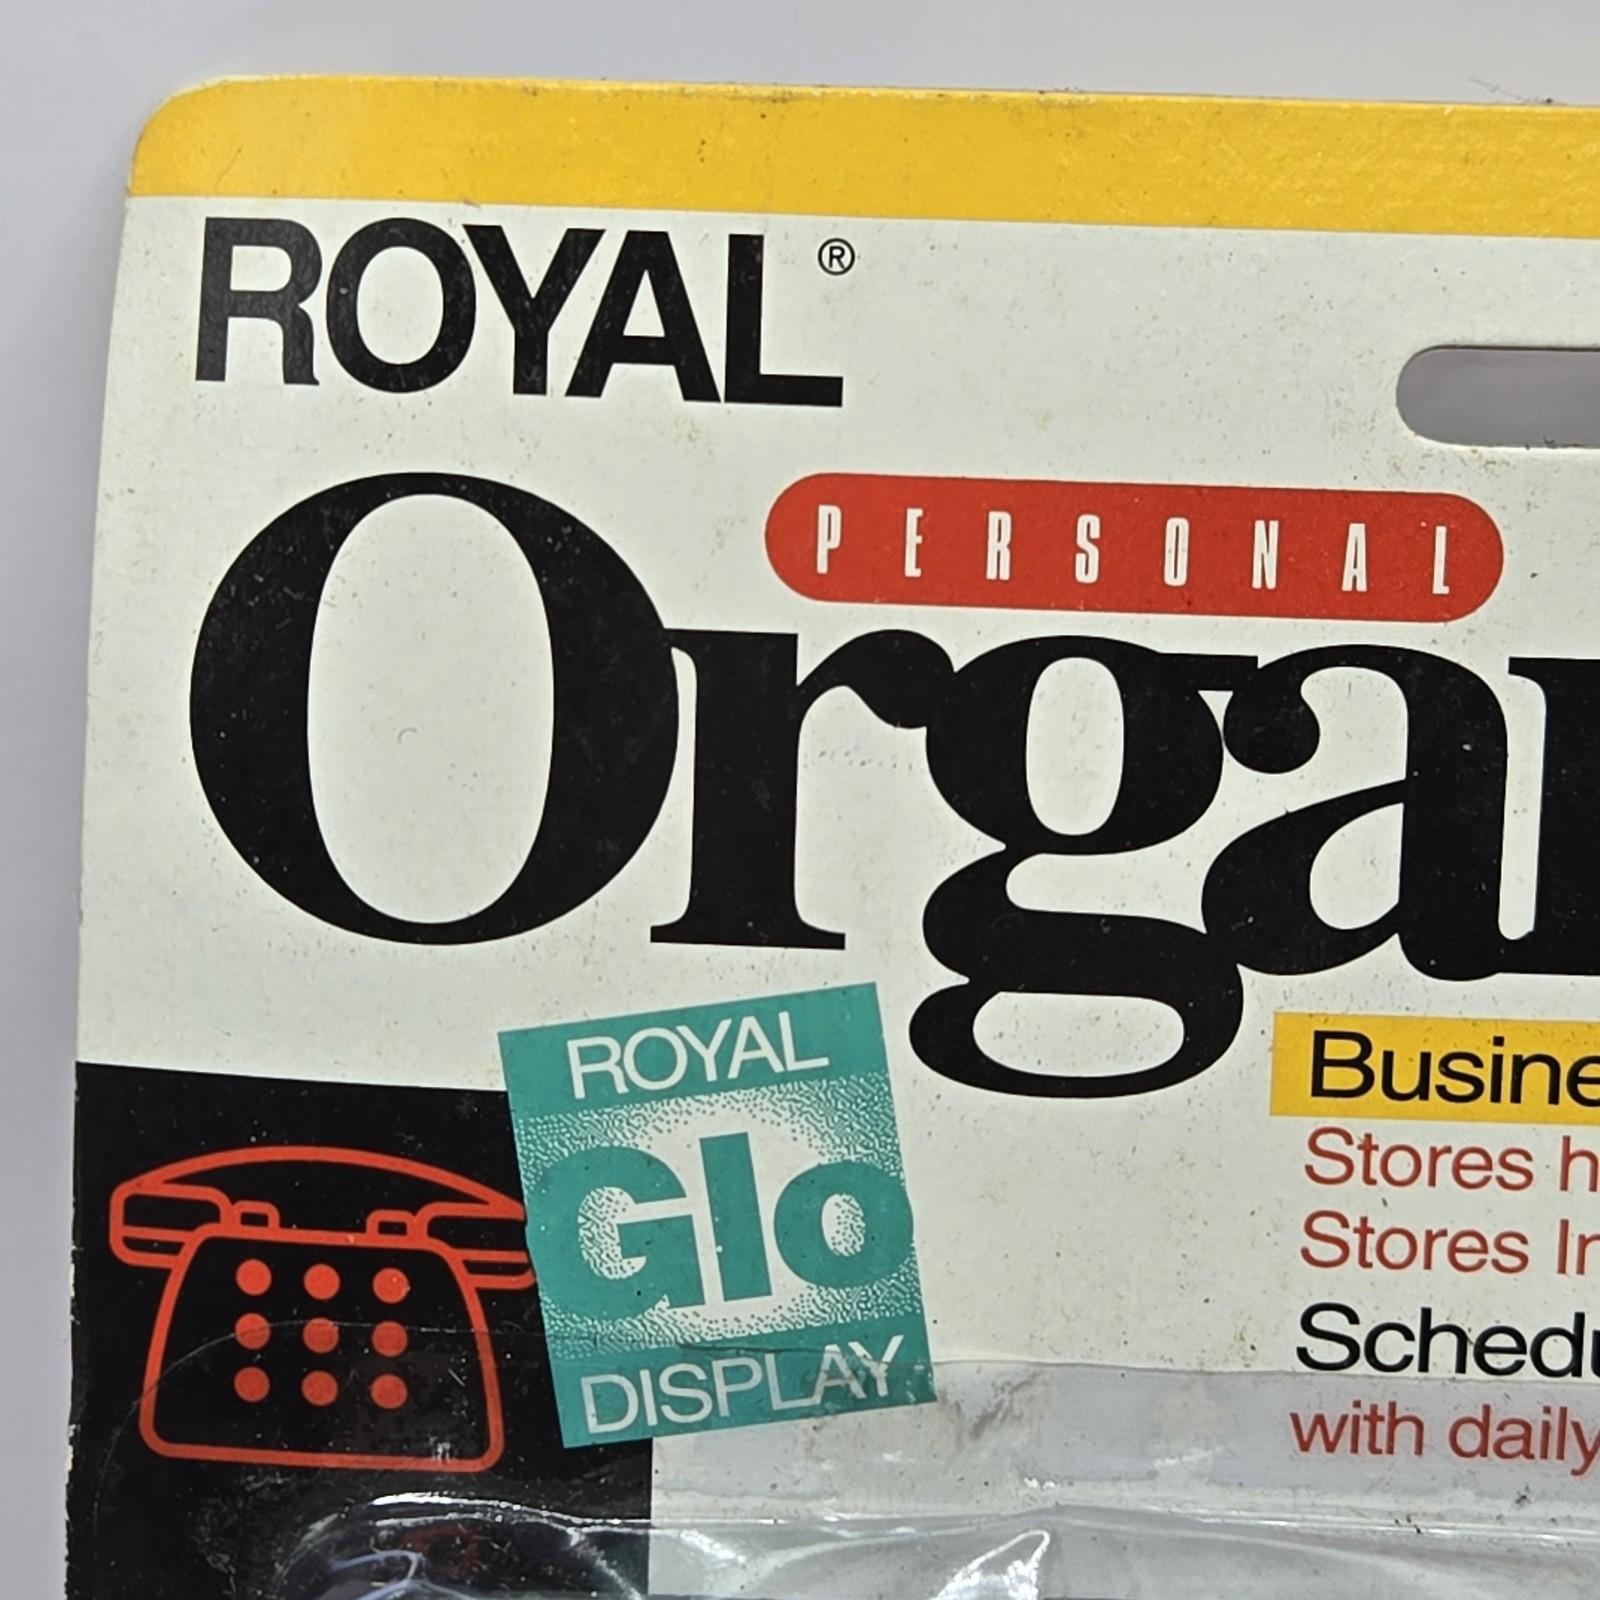 ROYAL®
PERSONAL
Orga
ROYAL
Glo
DISPLAY
Busine
Stores h
Stores In
Schedu
with daily